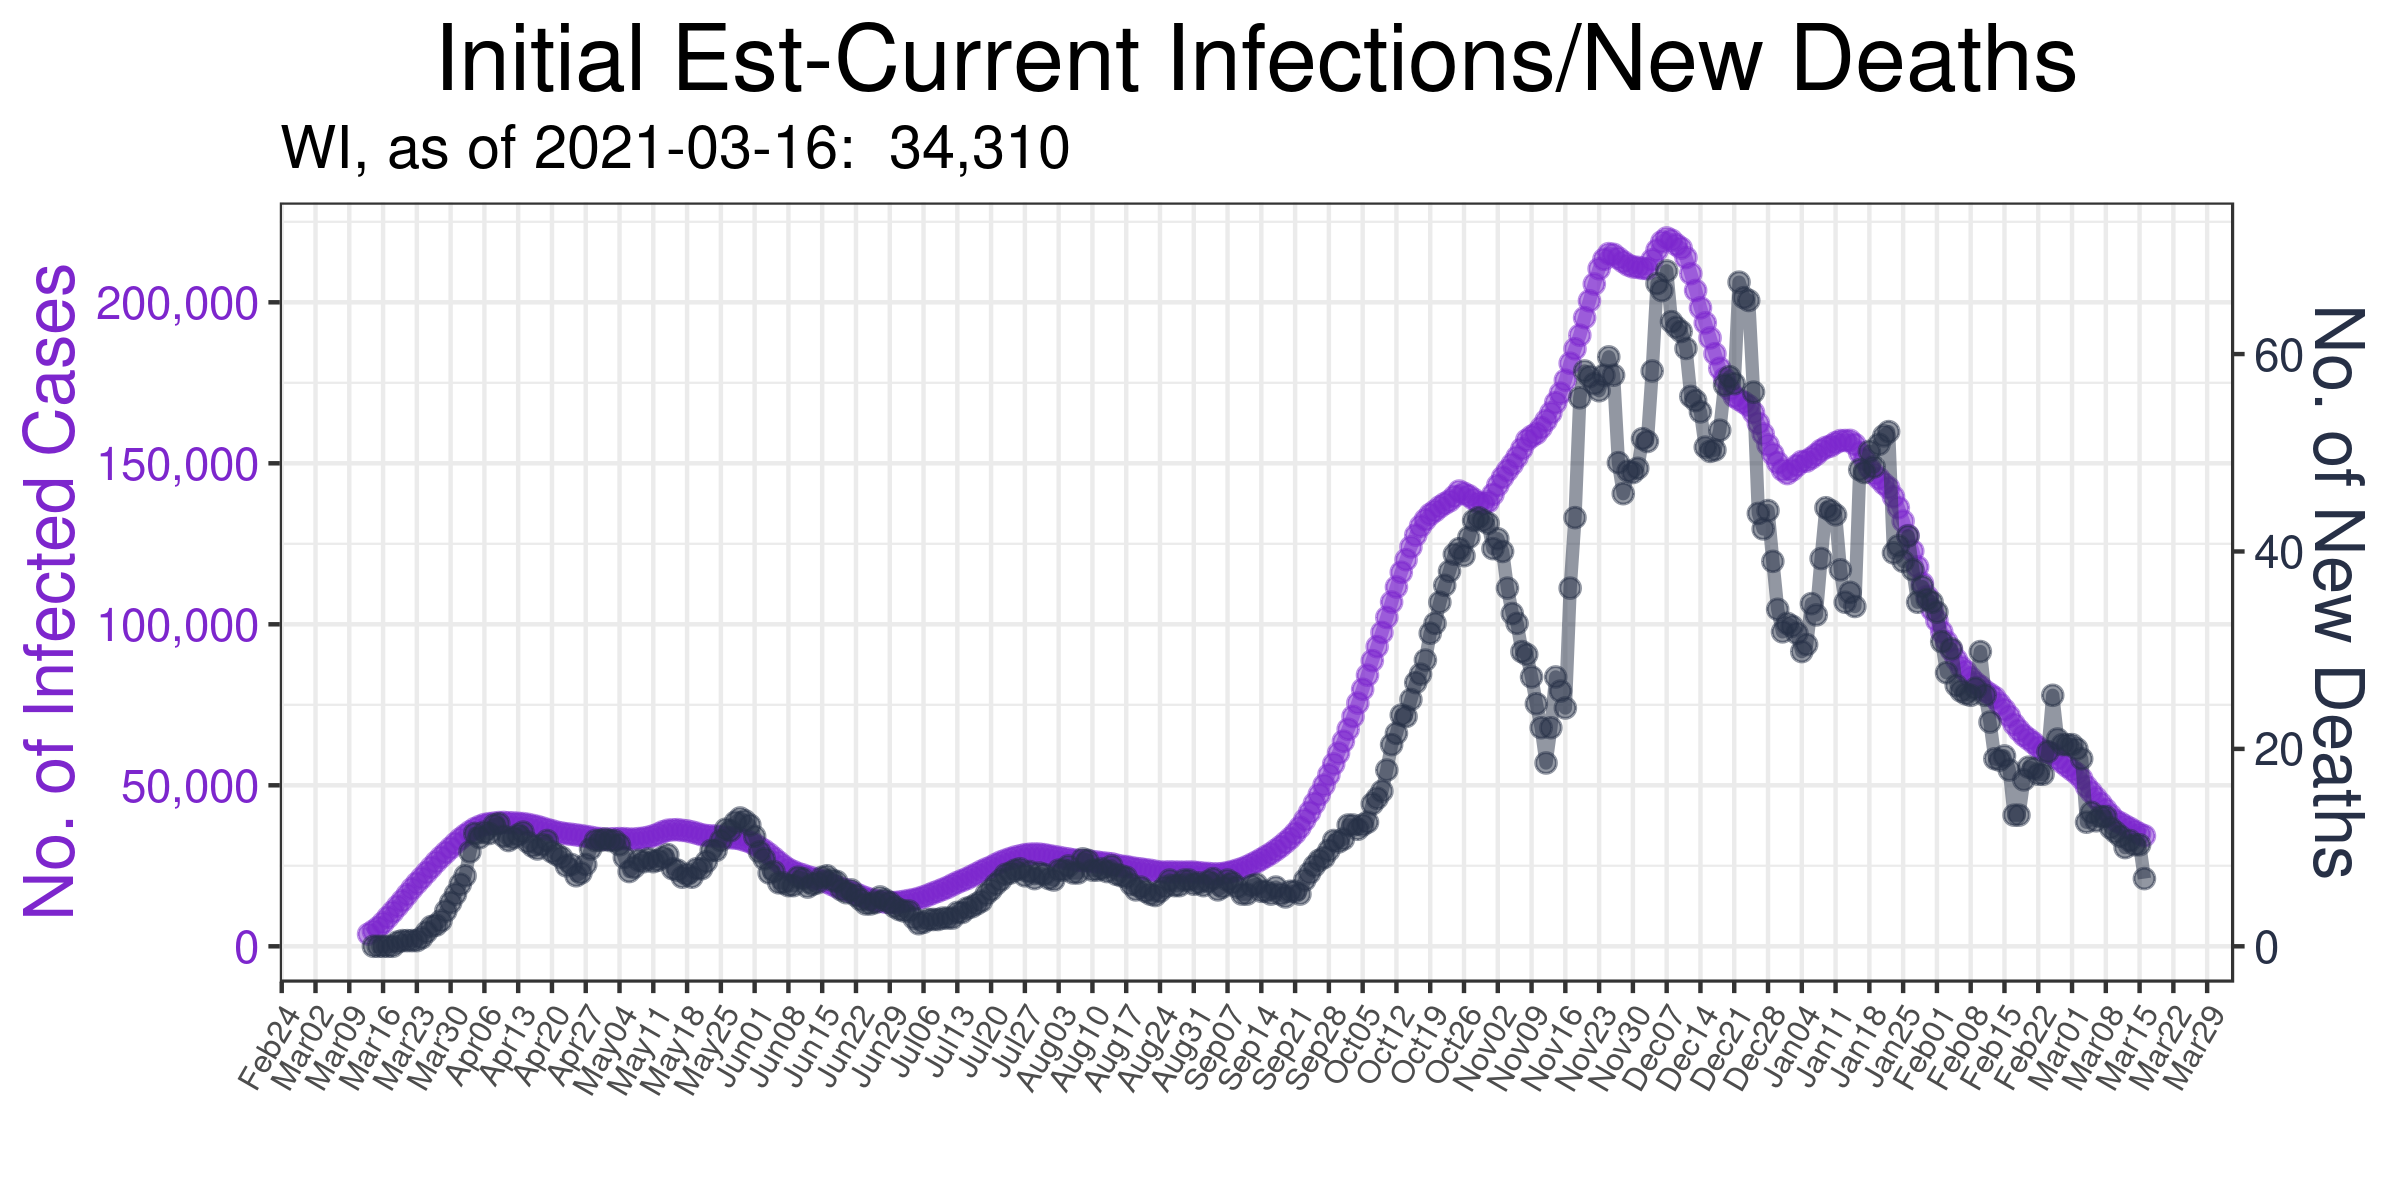 Initial Est-Current Infections/New Deaths
WI, as of 2021-03-16:  34,310
No. of Infected Cases
200,000
150,000
100,000
50,000
0
60
40
20
0
No. of New Deaths
Feb24
Mar02
Mar09
Mar16
Mar23
Mar30
Apr06
Apr13
Apr20
Apr27
May04
May11
May18
May25
Jun01
Jun08
Jun15
Jun22
Jun29
Jul06
Jul13
Jul20
Jul27
Aug03
Aug10
Aug17
Aug24
Aug31
Sep07
Sep14
Sep21
Sep28
Oct05
Oct12
Oct19
Oct26
Nov02
Nov09
Nov16
Nov23
Nov30
Dec07
Dec14
Dec21
Dec28
Jan04
Jan11
Jan18
Jan25
Feb01
Feb08
Feb15
Feb22
Mar01
Mar08
Mar15
Mar22
Mar29